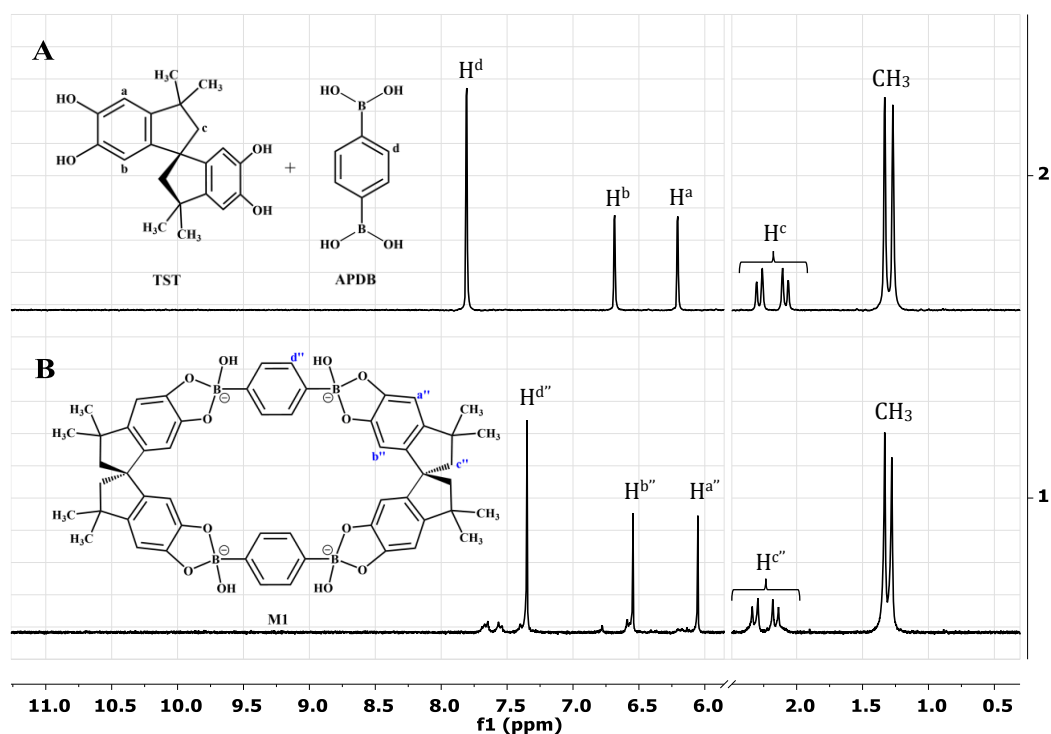 A
H₃C CH₃
HO a
c
HO b
OH
OH
H₃C CH₃
TST
+
HO OH
B
d
B
HO OH
APDB
Hᵈ
Hᵇ
Hᵃ
Hᶜ
CH₃
2
B
OH HO
d''
O B⊖ B⊖ O
O O
a''
CH₃
H₃C CH₃
H₃C
b''
c''
H₃C
H₃C CH₃
CH₃
O O
O B⊖ B⊖ O
OH HO
M1
Hᵈ”
Hᵇ”
Hᵃ”
Hᶜ”
CH₃
1
11.0 10.5 10.0 9.5 9.0 8.5 8.0 7.5 7.0 6.5 6.0 2.0 1.5 1.0 0.5
f1 (ppm)